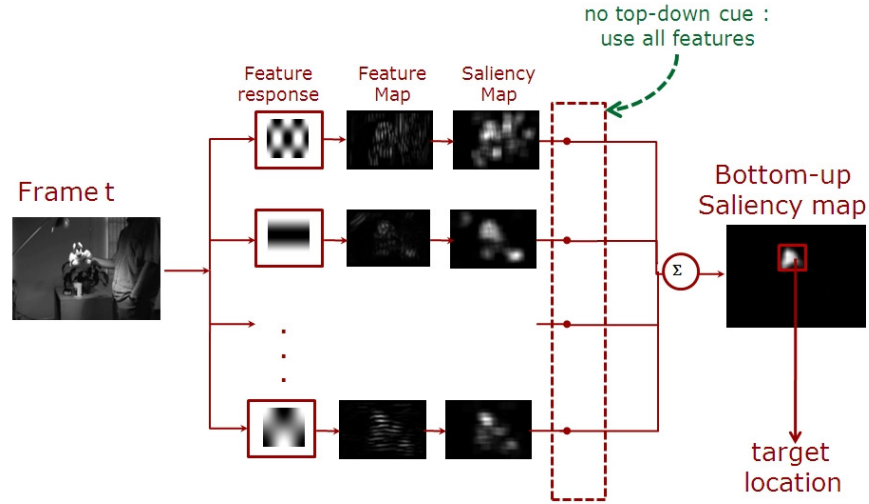 no top-down cue :
use all features
Feature
response
Feature
Map
Saliency
Map
Frame t
Bottom-up
Saliency map
Σ
.
.
.
target
location